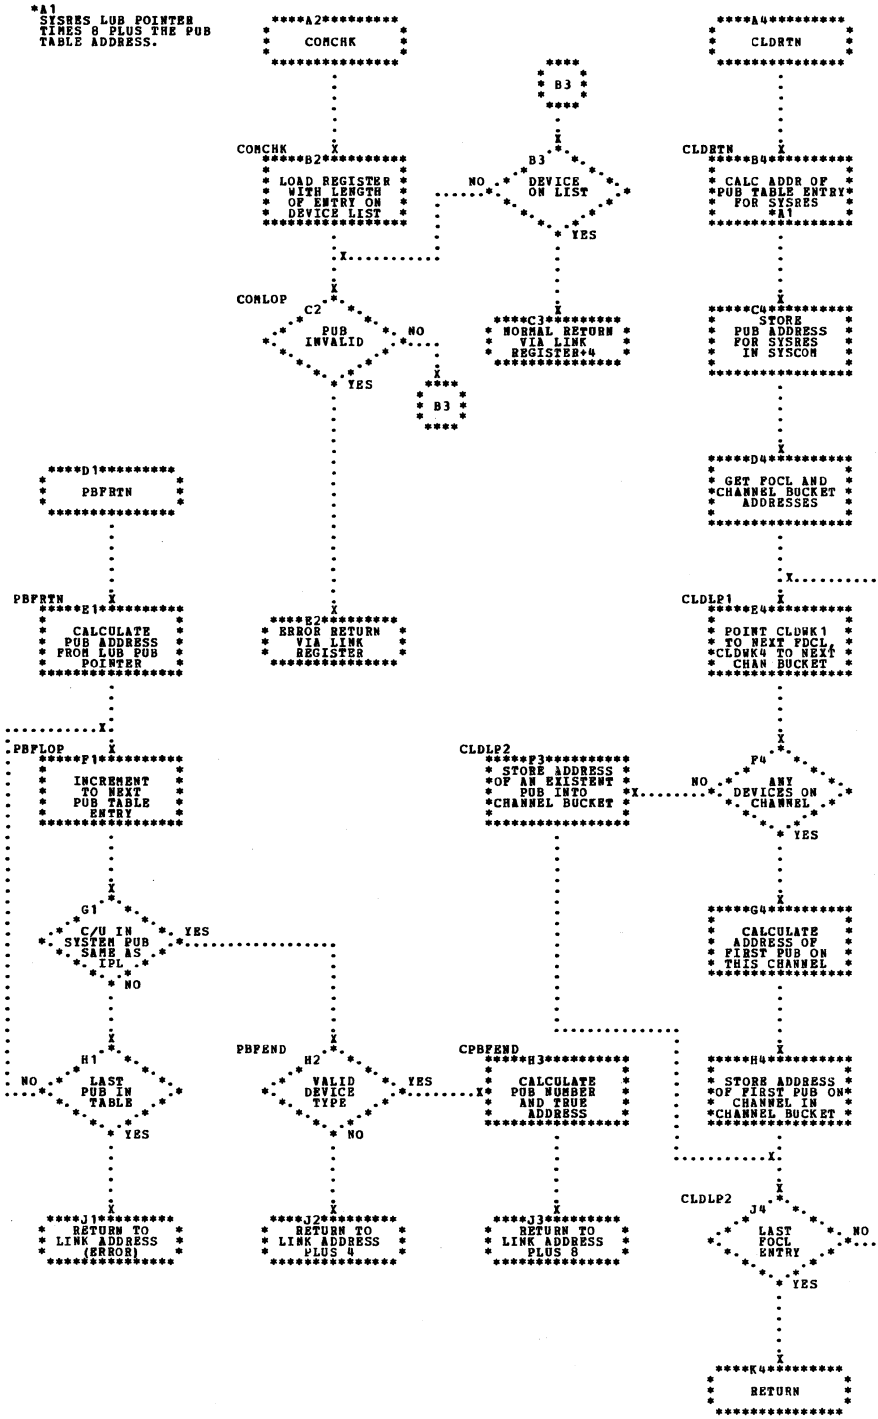 *A1
SYSRES LUB POINTER
TIMES 8 PLUS THE PUB
TABLE ADDRESS.
A2
COMCHK
COMCHK
B2
LOAD REGISTER
WITH LENGTH
OF ENTRY ON
DEVICE LIST
COMLOP
C2
PUB
INVALID
NO
YES
B3
E2
ERROR RETURN
VIA LINK
REGISTER
B3
B3
DEVICE
ON LIST
NO
YES
C3
NORMAL RETURN
VIA LINK
REGISTER+4
D1
PBFRTN
PBFRTN
E1
CALCULATE
PUB ADDRESS
FROM LUB PUB
POINTER
PBFLOP
F1
INCREMENT
TO NEXT
PUB TABLE
ENTRY
G1
C/U IN
SYSTEM PUB
SAME AS
IPL
YES
NO
H1
LAST
PUB IN
TABLE
NO
YES
J1
RETURN TO
LINK ADDRESS
(ERROR)
PBFEND
H2
VALID
DEVICE
TYPE
YES
NO
J2
RETURN TO
LINK ADDRESS
PLUS 4
CPBFEND
H3
CALCULATE
PUB NUMBER
AND TRUE
ADDRESS
J3
RETURN TO
LINK ADDRESS
PLUS 8
A4
CLDRTN
CLDRTN
B4
CALC ADDR OF
PUB TABLE ENTRY
FOR SYSRES
*A1
C4
STORE
PUB ADDRESS
FOR SYSRES
IN SYSCOM
D4
GET FOCL AND
CHANNEL BUCKET
ADDRESSES
CLDLP1
E4
POINT CLDWK1
TO NEXT FDCL,
CLDWK4 TO NEXT
CHAN BUCKET
F4
ANY
DEVICES ON
CHANNEL
NO
YES
CLDLP2
F3
STORE ADDRESS
OF AN EXISTENT
PUB INTO
CHANNEL BUCKET
G4
CALCULATE
ADDRESS OF
FIRST PUB ON
THIS CHANNEL
H4
STORE ADDRESS
OF FIRST PUB ON
CHANNEL IN
CHANNEL BUCKET
CLDLP2
J4
LAST
FOCL
ENTRY
NO
YES
K4
RETURN